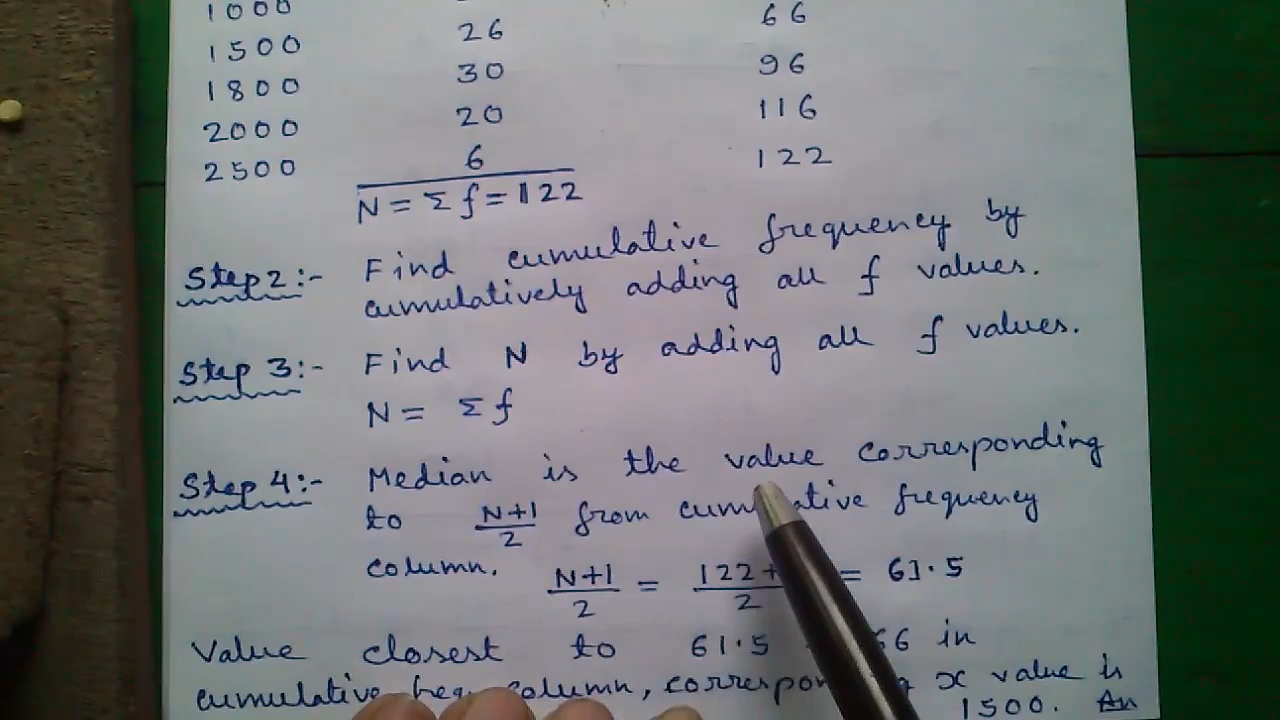 1000 66
1500 26
1800 30 96
2000 20 116
2500 6 122
N = Σ f = 122
Step 2:- Find cumulative frequency by
cumulatively adding all f values.
Step 3:- Find N by adding all f values.
N = Σ f
Step 4:- Median is the value corresponding
to N+1/2 from cumulative frequency
column. N+1/2 = 122+ /2 = 61.5
Value closest to 61.5 66 in
cumulative column, x value is
1500.